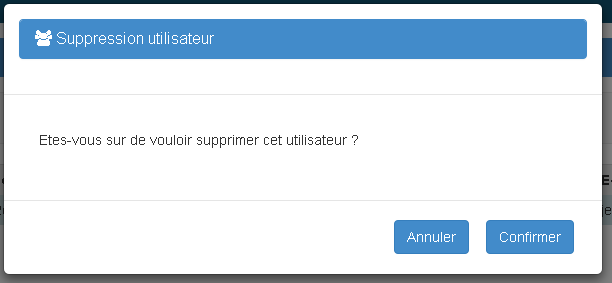 Suppression utilisateur
Etes-vous sur de vouloir supprimer cet utilisateur ?
Annuler
Confirmer